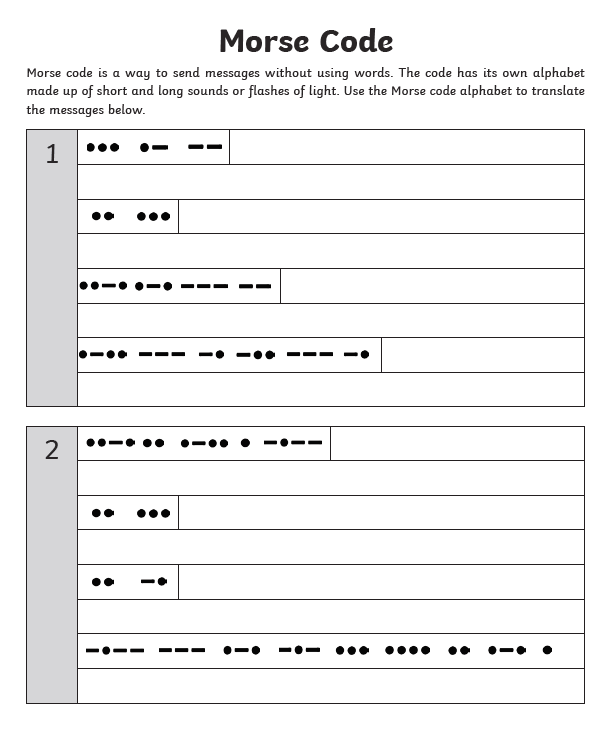 Morse Code
Morse code is a way to send messages without using words. The code has its own alphabet
made up of short and long sounds or flashes of light. Use the Morse code alphabet to translate
the messages below.
1
••• •— ——
•• •••
••—• •—• ——— ——
•—•• ——— —• —•• ——— —•
2
••—• •• •—•• • —•——
•• •••
•• —•
—•—— ——— •—• —•— ••• •••• •• •—• •